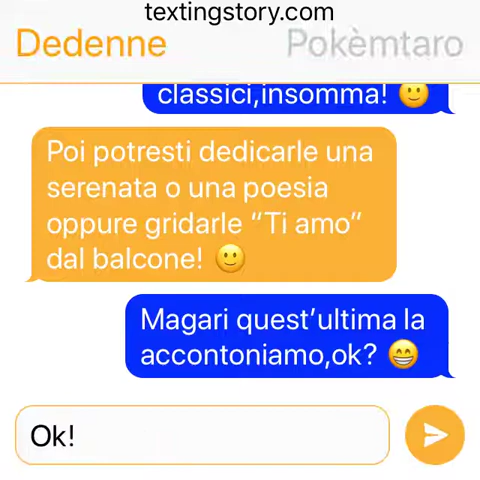 textingstory.com
Dedenne Pokèmtaro
classici,insomma! 🙂
Poi potresti dedicarle una
serenata o una poesia
oppure gridarle “Ti amo”
dal balcone! 🙂
Magari quest’ultima la
accontoniamo,ok? 😁
Ok!